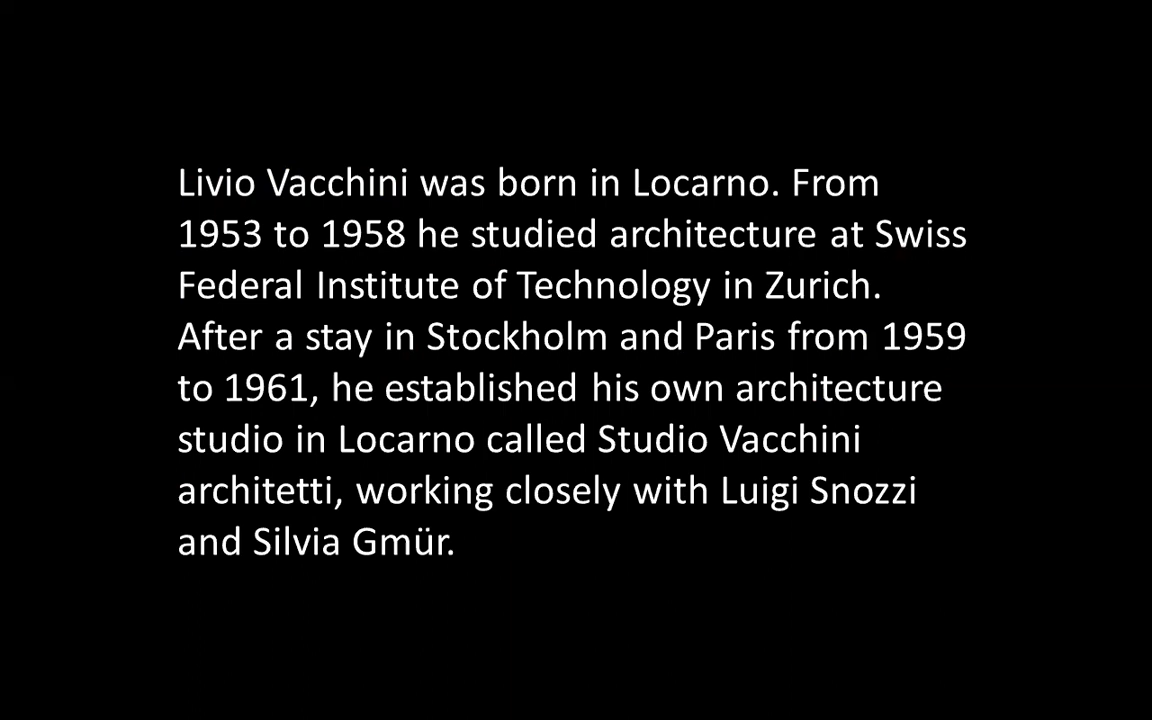 Livio Vacchini was born in Locarno. From
1953 to 1958 he studied architecture at Swiss
Federal Institute of Technology in Zurich.
After a stay in Stockholm and Paris from 1959
to 1961, he established his own architecture
studio in Locarno called Studio Vacchini
architetti, working closely with Luigi Snozzi
and Silvia Gmür.